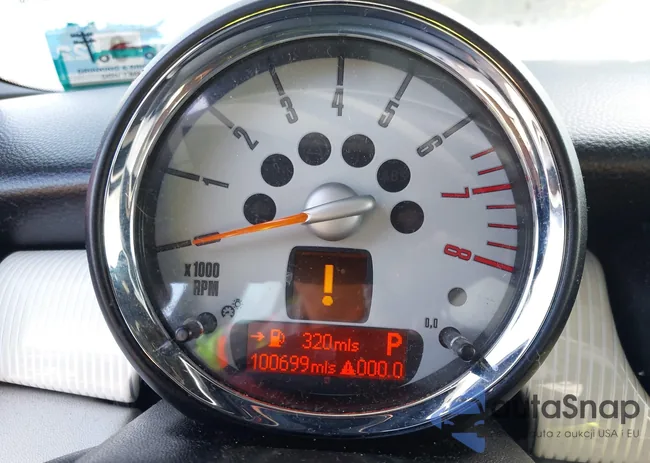 1
2
3
4
5
6
7
8
x 1000
RPM
0.0
→ 320mls P
100699mls 000.0
autaSnap
auta z aukcji USA i EU